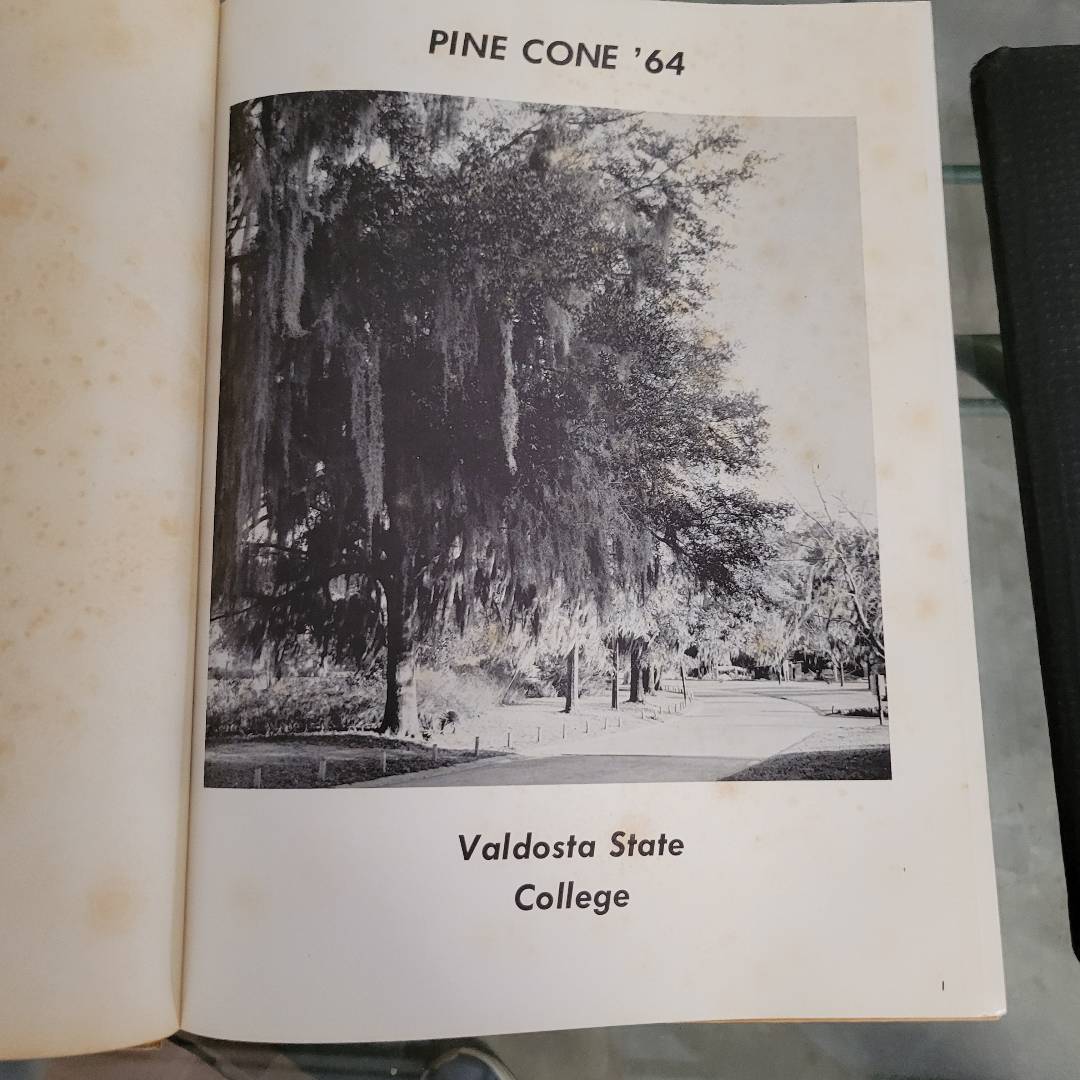 PINE CONE '64
Valdosta State
College
1